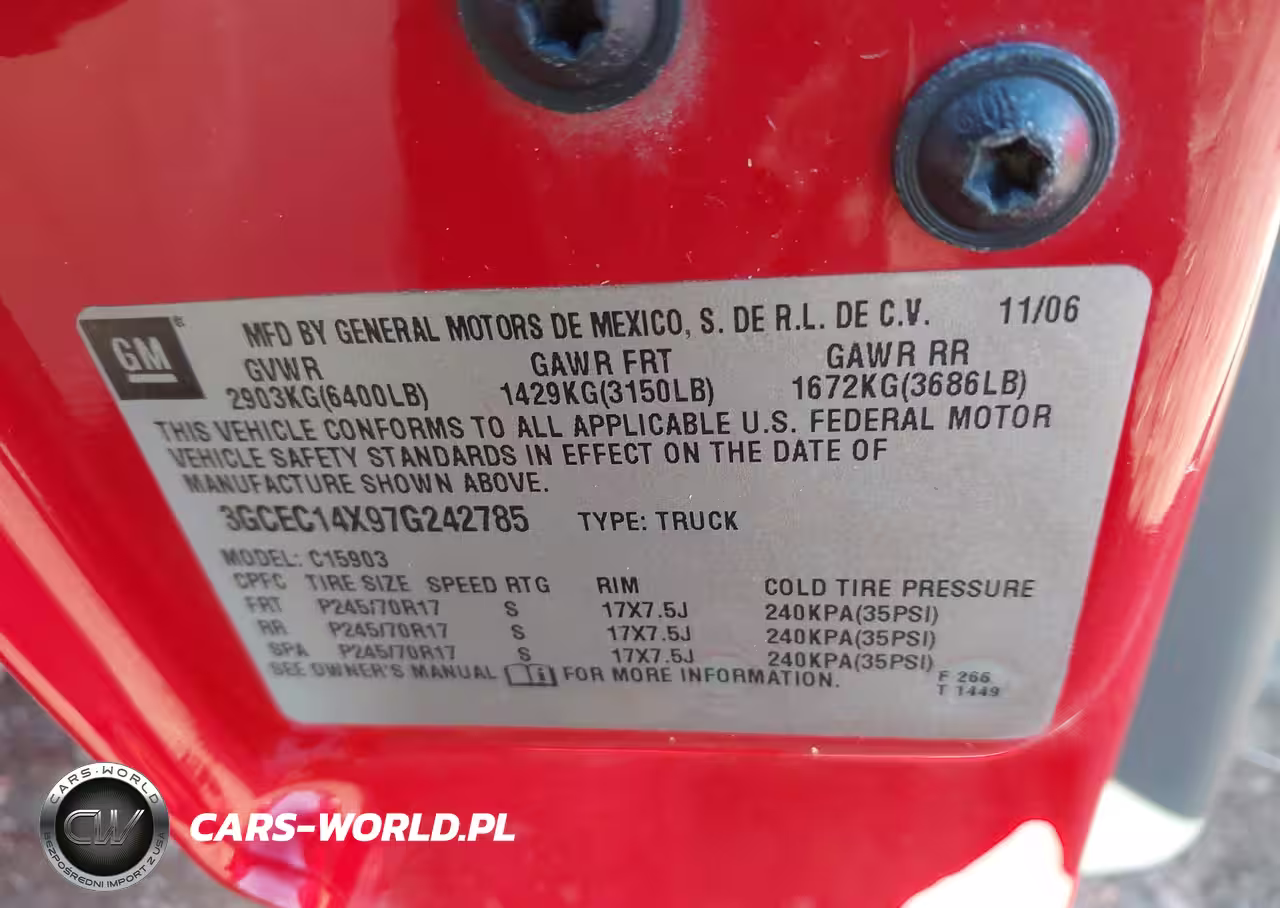 GM
MFD BY GENERAL MOTORS DE MEXICO, S. DE R.L. DE C.V. 11/06
GVWR GAWR FRT GAWR RR
2903KG(6400LB) 1429KG(3150LB) 1672KG(3686LB)
THIS VEHICLE CONFORMS TO ALL APPLICABLE U.S. FEDERAL MOTOR
VEHICLE SAFETY STANDARDS IN EFFECT ON THE DATE OF
MANUFACTURE SHOWN ABOVE.
3GCEC14X97G242785 TYPE: TRUCK
MODEL: C15903
CPFC TIRE SIZE SPEED RTG RIM COLD TIRE PRESSURE
FRT P245/70R17 S 17X7.5J 240KPA(35PSI)
RR P245/70R17 S 17X7.5J 240KPA(35PSI)
SPA P245/70R17 S 17X7.5J 240KPA(35PSI)
SEE OWNER'S MANUAL FOR MORE INFORMATION.
F 266
T 1449
CARS-WORLD
CW
BEZPOŚREDNI IMPORT Z USA
CARS-WORLD.PL